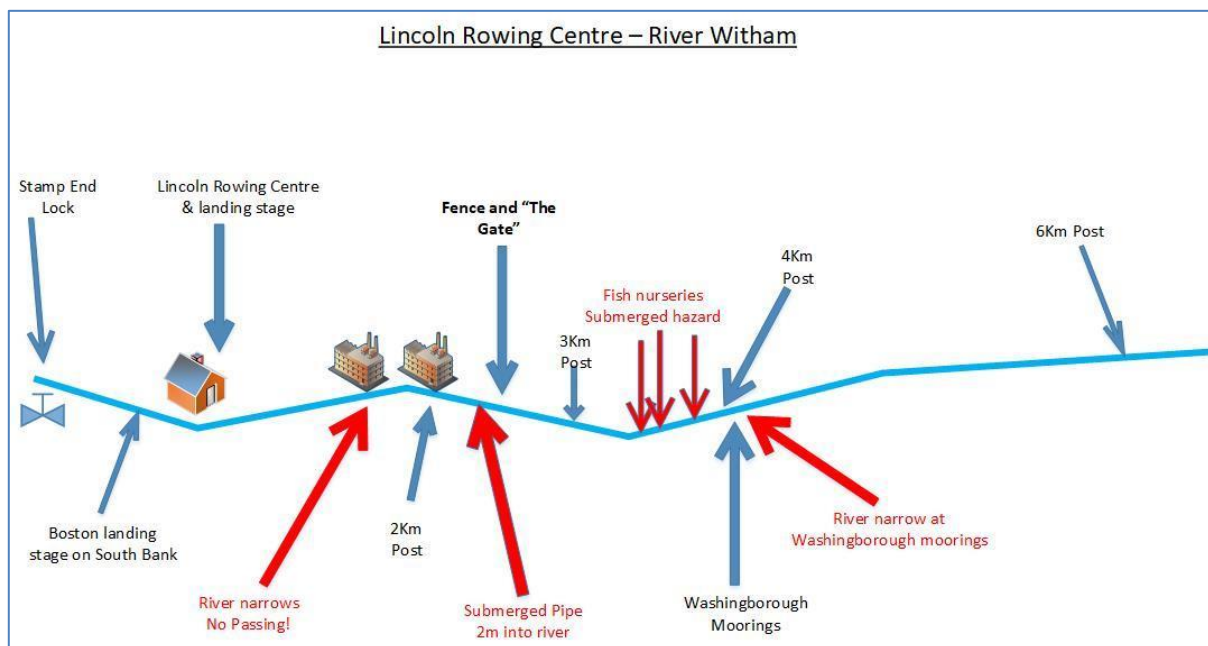 Lincoln Rowing Centre – River Witham
Stamp End
Lock
Lincoln Rowing Centre
& landing stage
Fence and “The
Gate”
6Km Post
4Km
Post
Fish nurseries
Submerged hazard
3Km
Post
Boston landing
stage on South Bank
2Km
Post
River narrow at
Washingborough moorings
River narrows
No Passing!
Submerged Pipe
2m into river
Washingborough
Moorings